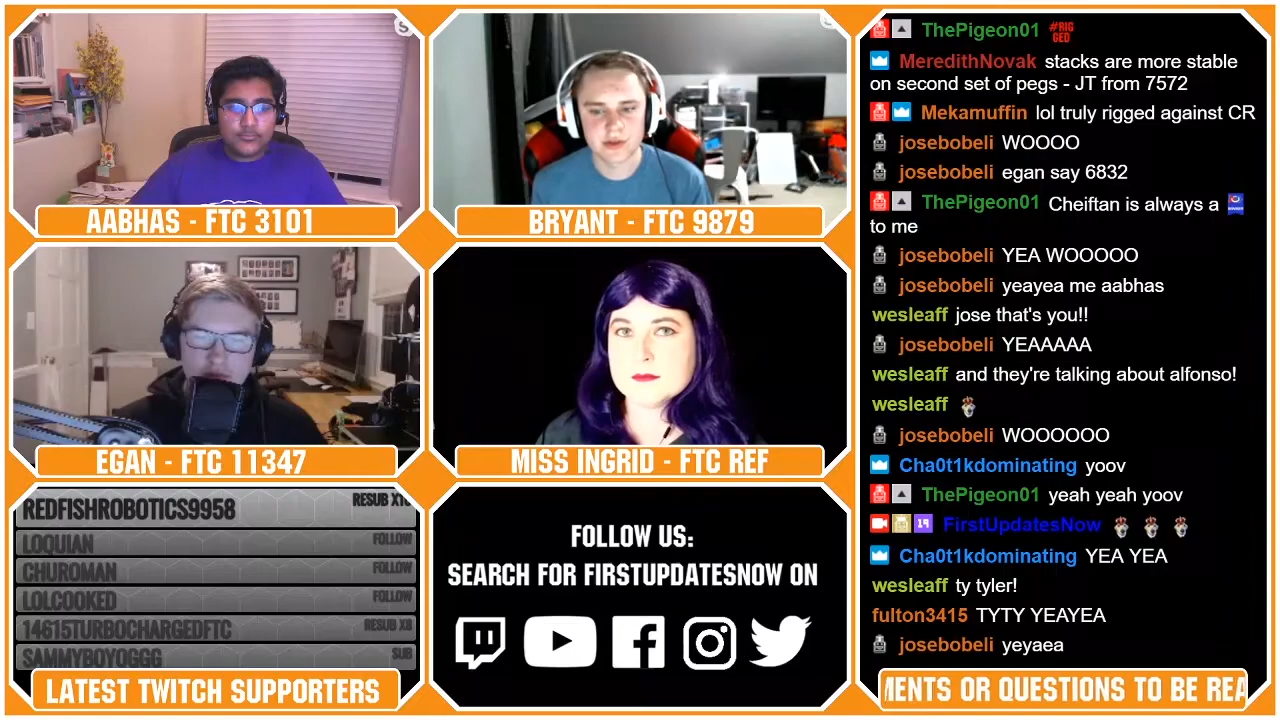 AABHAS - FTC 3101
BRYANT - FTC 9879
EGAN - FTC 11347
MISS INGRID - FTC REF
REDFISHROBOTICS9958
LOQUIAN FOLLOW
CHUROMAN FOLLOW
LOLCOOKED FOLLOW
14615TURBOCHARGEDFTC RESUB X8
SAMMYBOYOGGG SUB
LATEST TWITCH SUPPORTERS
FOLLOW US:
SEARCH FOR FIRSTUPDATESNOW ON
ThePigeon01 #RIGGED
MeredithNovak stacks are more stable
on second set of pegs - JT from 7572
Mekamuffin lol truly rigged against CR
josebobeli WOOOO
josebobeli egan say 6832
ThePigeon01 Cheiftan is always a
to me
josebobeli YEA WOOOOO
josebobeli yeayea me aabhas
wesleaff jose that's you!!
josebobeli YEAAAAA
wesleaff and they're talking about alfonso!
wesleaff
josebobeli WOOOOOO
Cha0t1kdominating yoov
ThePigeon01 yeah yeah yoov
19 FirstUpdatesNow
Cha0t1kdominating YEA YEA
wesleaff ty tyler!
fulton3415 TYTY YEAYEA
josebobeli yeyaea
MENTS OR QUESTIONS TO BE REA